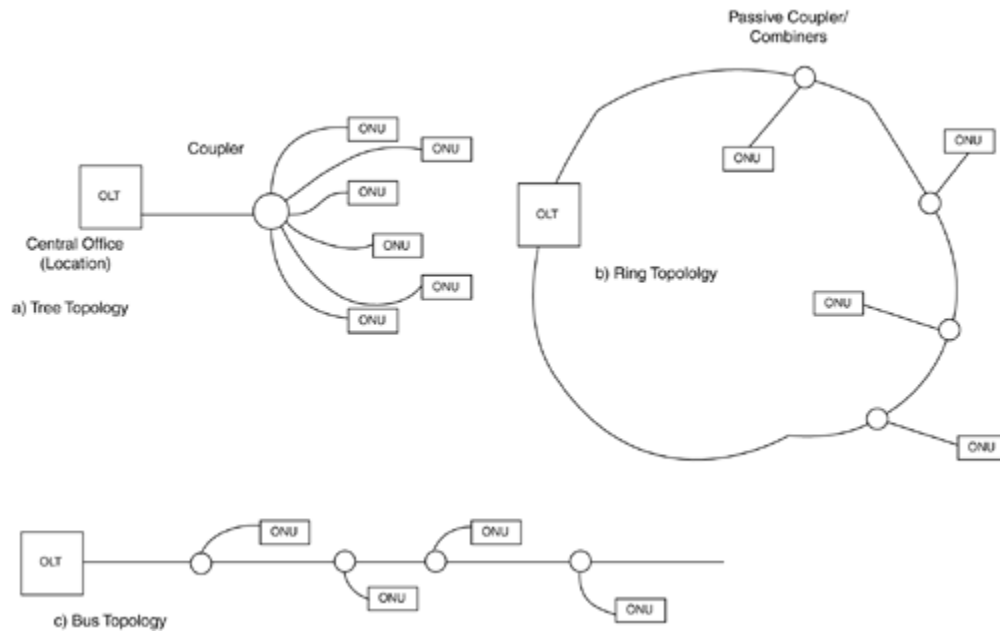 Passive Coupler/
Combiners
Coupler
ONU
ONU
ONU
ONU
ONU
ONU
OLT
Central Office
(Location)
a) Tree Topology
ONU
ONU
OLT
b) Ring Topololgy
ONU
ONU
OLT
ONU
ONU
ONU
ONU
c) Bus Topology